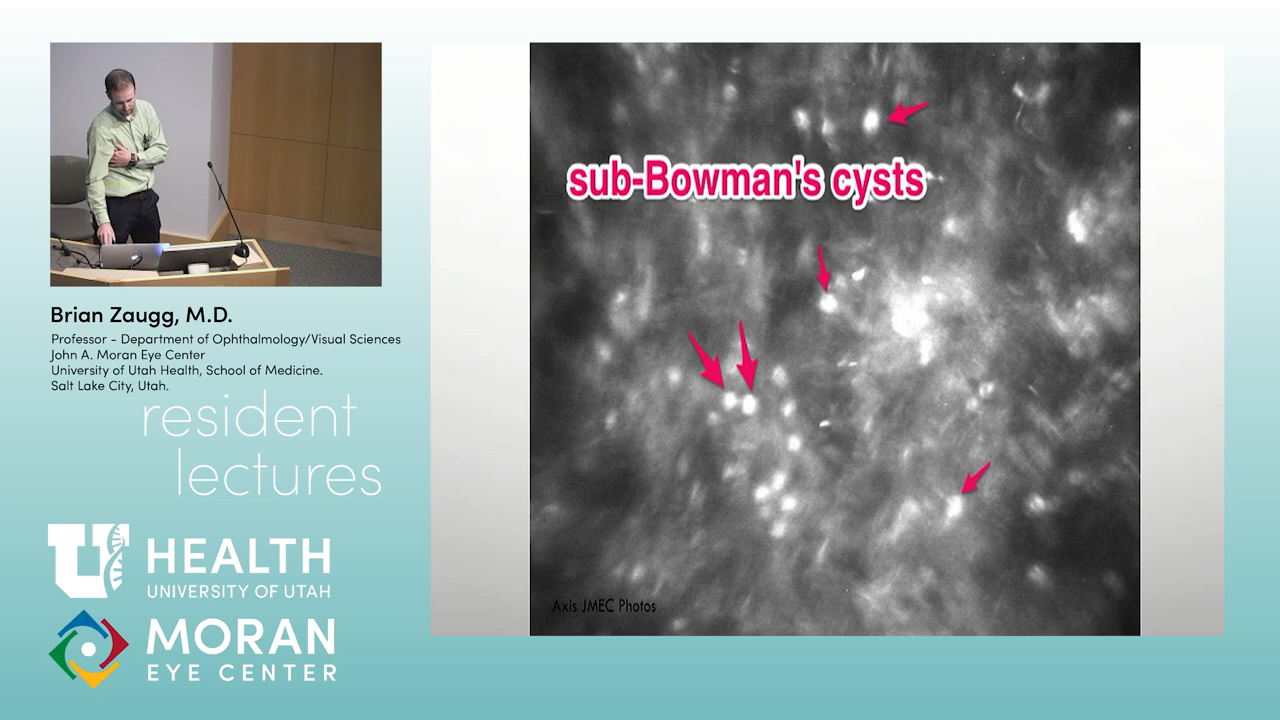 Brian Zaugg, M.D.
Professor - Department of Ophthalmology/Visual Sciences
John A. Moran Eye Center
University of Utah Health, School of Medicine.
Salt Lake City, Utah.
resident
lectures
U HEALTH
UNIVERSITY OF UTAH
MORAN
EYE CENTER
sub-Bowman's cysts
Axis JMEC Photos